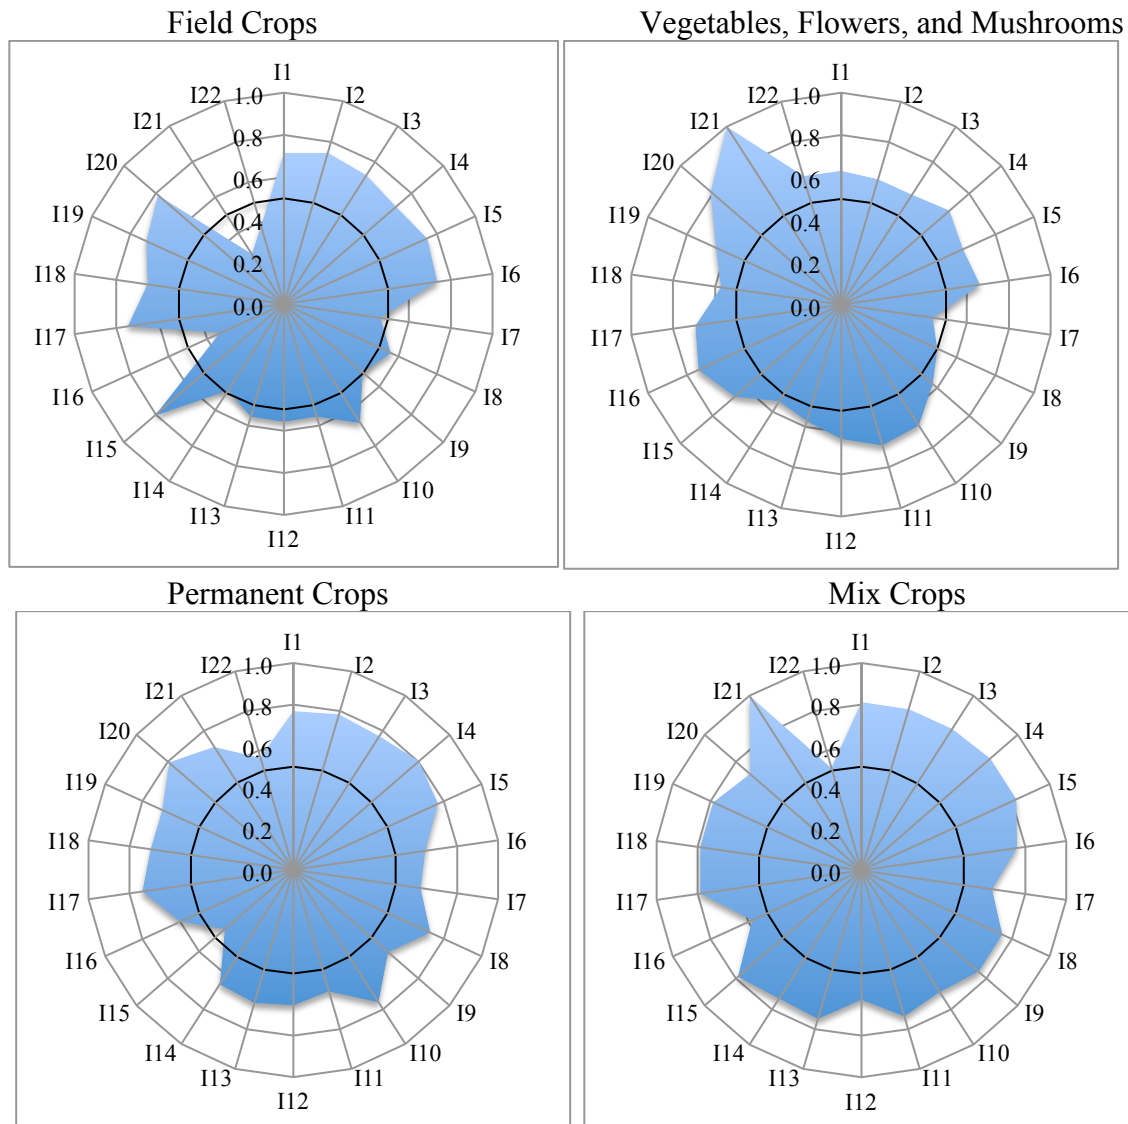 Field Crops
I1
I2
I3
I4
I5
I6
I7
I8
I9
I10
I11
I12
I13
I14
I15
I16
I17
I18
I19
I20
I21
I22
1.0
0.8
0.6
0.4
0.2
0.0
Vegetables, Flowers, and Mushrooms
I1
I2
I3
I4
I5
I6
I7
I8
I9
I10
I11
I12
I13
I14
I15
I16
I17
I18
I19
I20
I21
I22
1.0
0.8
0.6
0.4
0.2
0.0
Permanent Crops
I1
I2
I3
I4
I5
I6
I7
I8
I9
I10
I11
I12
I13
I14
I15
I16
I17
I18
I19
I20
I21
I22
1.0
0.8
0.6
0.4
0.2
0.0
Mix Crops
I1
I2
I3
I4
I5
I6
I7
I8
I9
I10
I11
I12
I13
I14
I15
I16
I17
I18
I19
I20
I21
I22
1.0
0.8
0.6
0.4
0.2
0.0